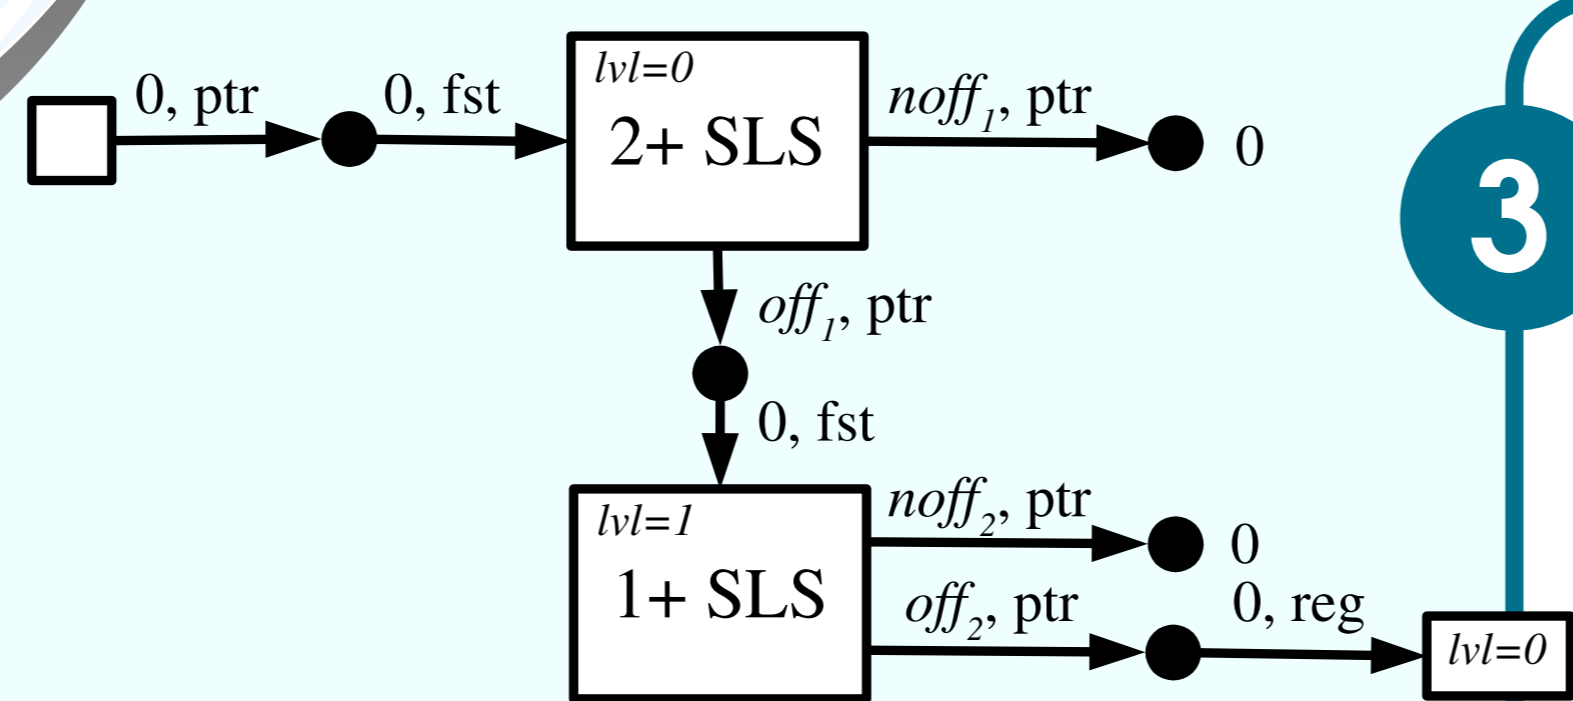 lvl=0
0, ptr
0, fst
2+ SLS
noff₁, ptr
0
3
off₁, ptr
0, fst
lvl=1
1+ SLS
noff₂, ptr
0
off₂, ptr
0, reg
lvl=0